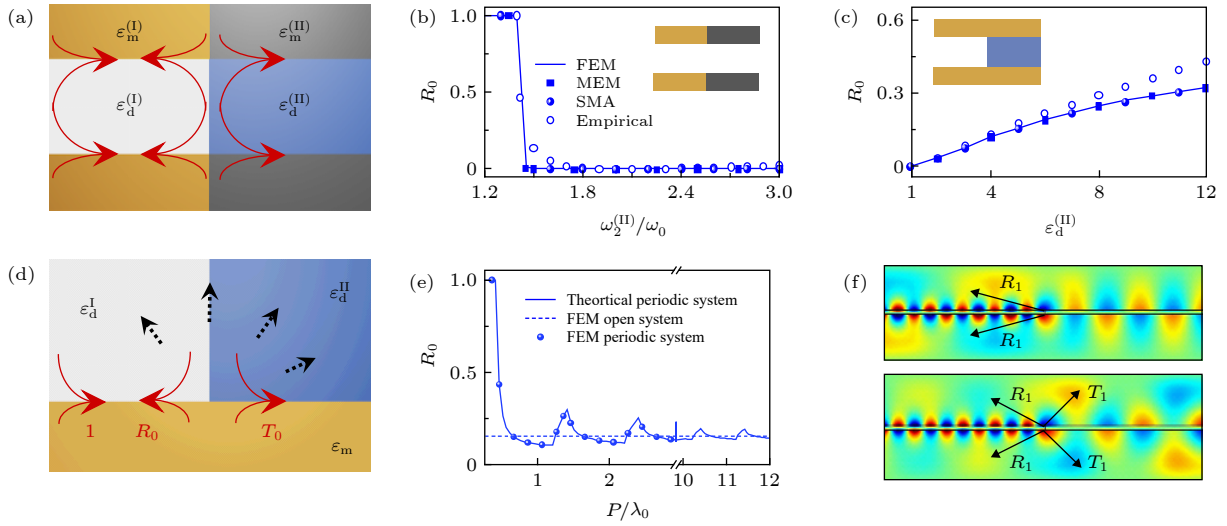 (a)
ε_m^(I)
ε_m^(II)
ε_d^(I)
ε_d^(II)
(b)
R_0
1.0
0.5
0
FEM
MEM
SMA
Empirical
1.2
1.8
2.4
3.0
ω_2^(II)/ω_0
(c)
R_0
0.6
0.3
0
1
4
8
12
ε_d^(II)
(d)
ε_d^I
ε_d^II
1
R_0
T_0
ε_m
(e)
R_0
1.0
0.5
0
Theortical periodic system
FEM open system
FEM periodic system
1
2
10
12
P/λ_0
(f)
R_1
R_1
R_1
T_1
R_1
T_1